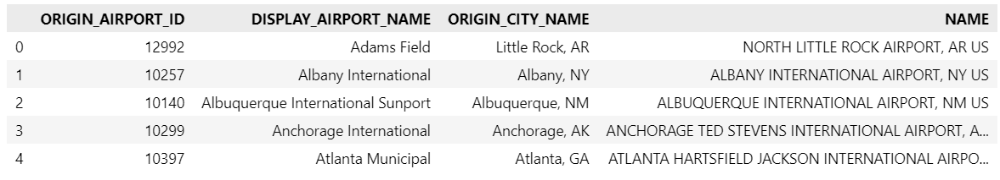 ORIGIN_AIRPORT_ID DISPLAY_AIRPORT_NAME ORIGIN_CITY_NAME NAME
0 12992 Adams Field Little Rock, AR NORTH LITTLE ROCK AIRPORT, AR US
1 10257 Albany International Albany, NY ALBANY INTERNATIONAL AIRPORT, NY US
2 10140 Albuquerque International Sunport Albuquerque, NM ALBUQUERQUE INTERNATIONAL AIRPORT, NM US
3 10299 Anchorage International Anchorage, AK ANCHORAGE TED STEVENS INTERNATIONAL AIRPORT, A...
4 10397 Atlanta Municipal Atlanta, GA ATLANTA HARTSFIELD JACKSON INTERNATIONAL AIRPO...